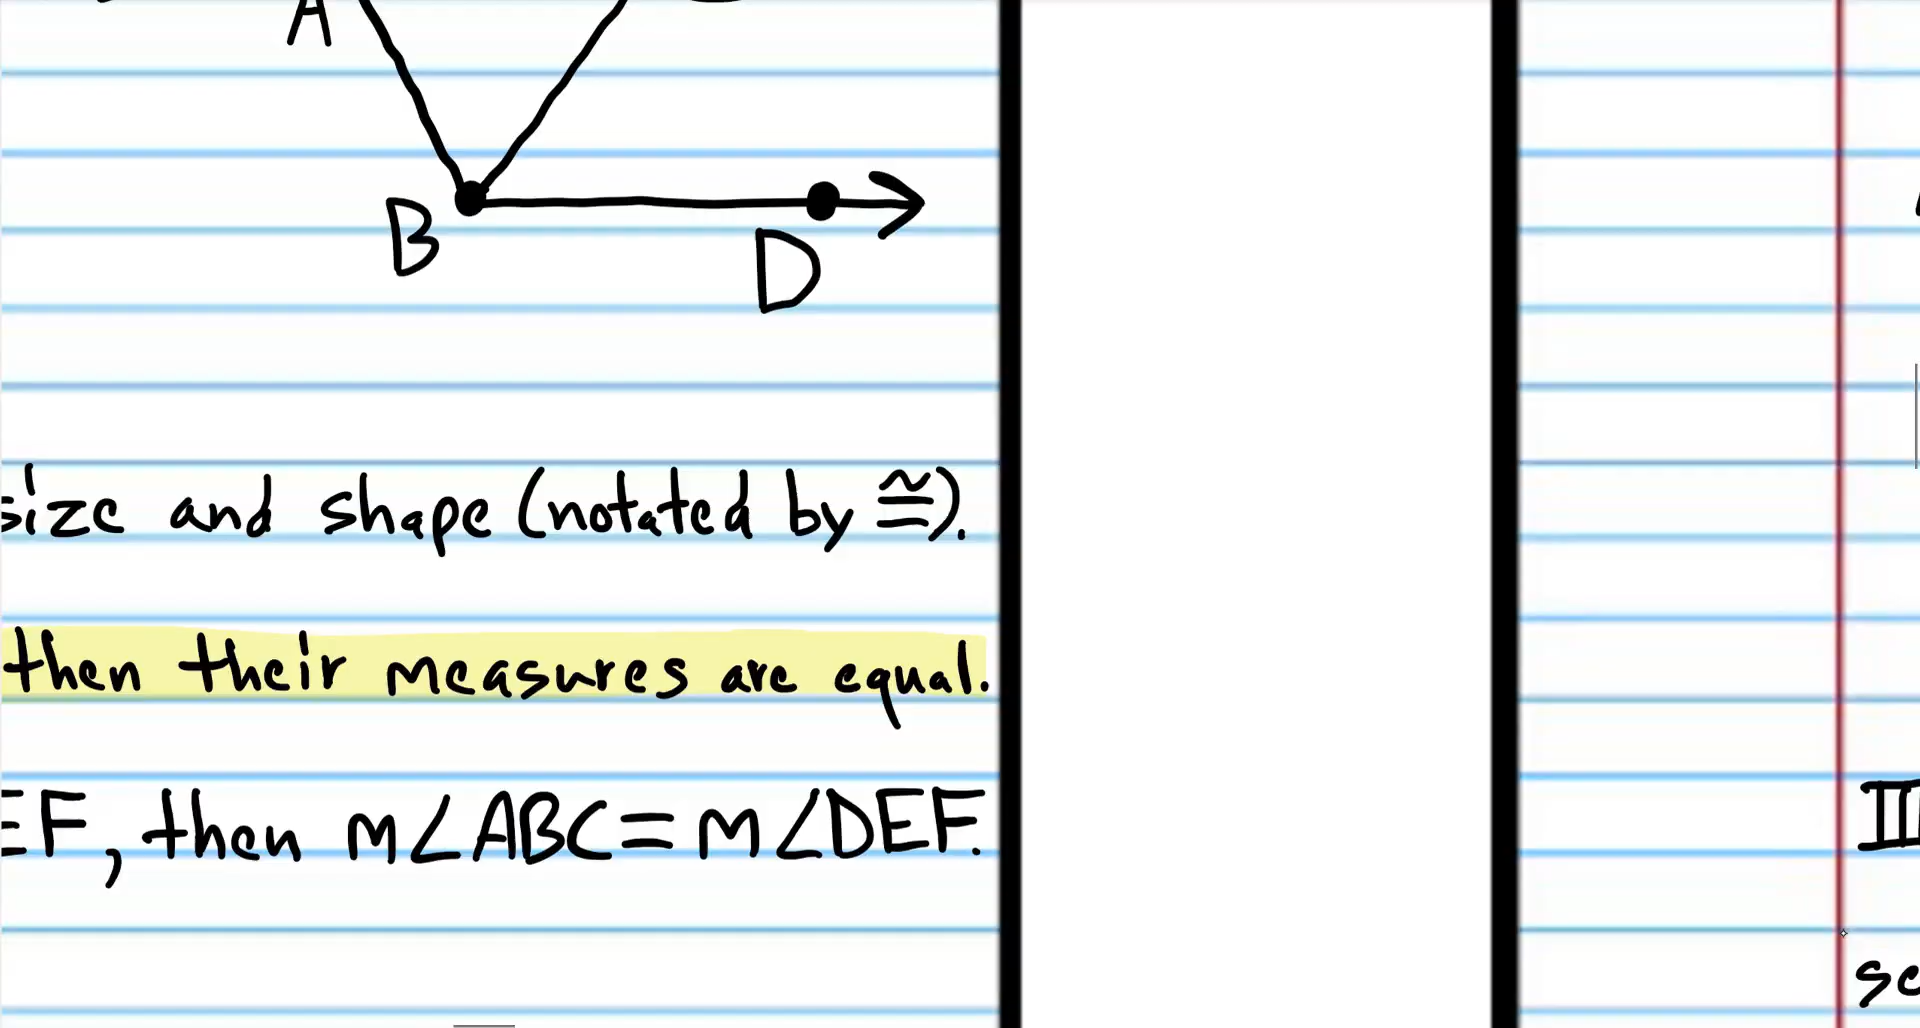 A
B
D
size and shape (notated by ≅).
then their measures are equal.
EF, then m∠ABC = m∠DEF.